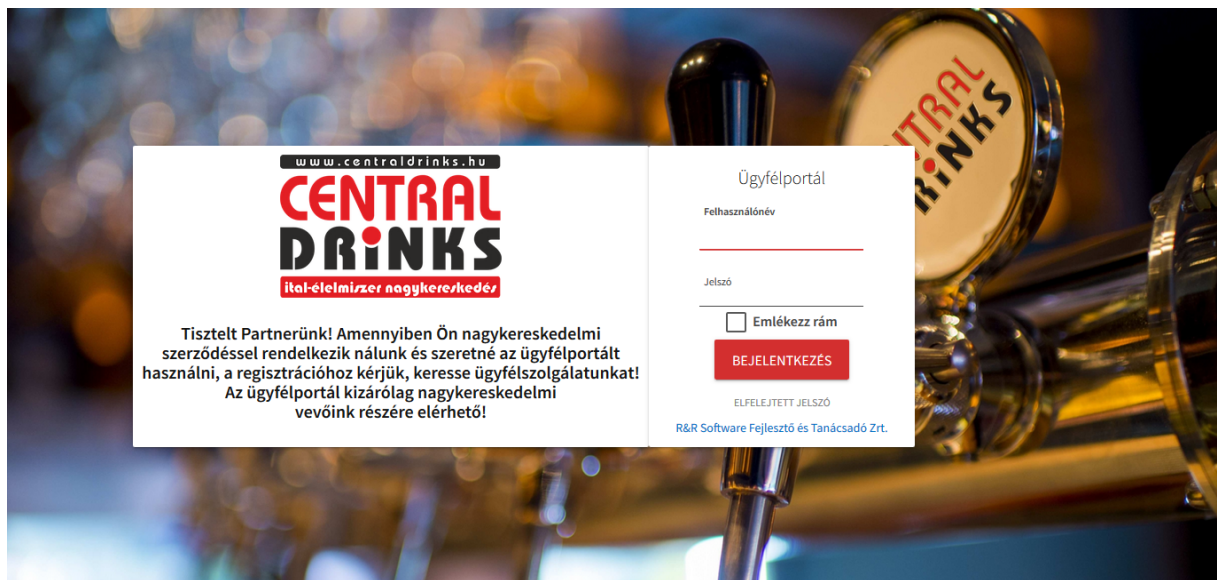 www.centraldrinks.hu
CENTRAL
DRiNKS
ital-élelmiszer nagykereskedés
Tisztelt Partnerünk! Amennyiben Ön nagykereskedelmi
szerződéssel rendelkezik nálunk és szeretné az ügyfélportált
használni, a regisztrációhoz kérjük, keresse ügyfélszolgálatunkat!
Az ügyfélportál kizárólag nagykereskedelmi
vevőink részére elérhető!
Ügyfélportál
Felhasználónév
Jelszó
Emlékezz rám
BEJELENTKEZÉS
ELFELEJTETT JELSZÓ
R&R Software Fejlesztő és Tanácsadó Zrt.
NTRAL
RiNKS